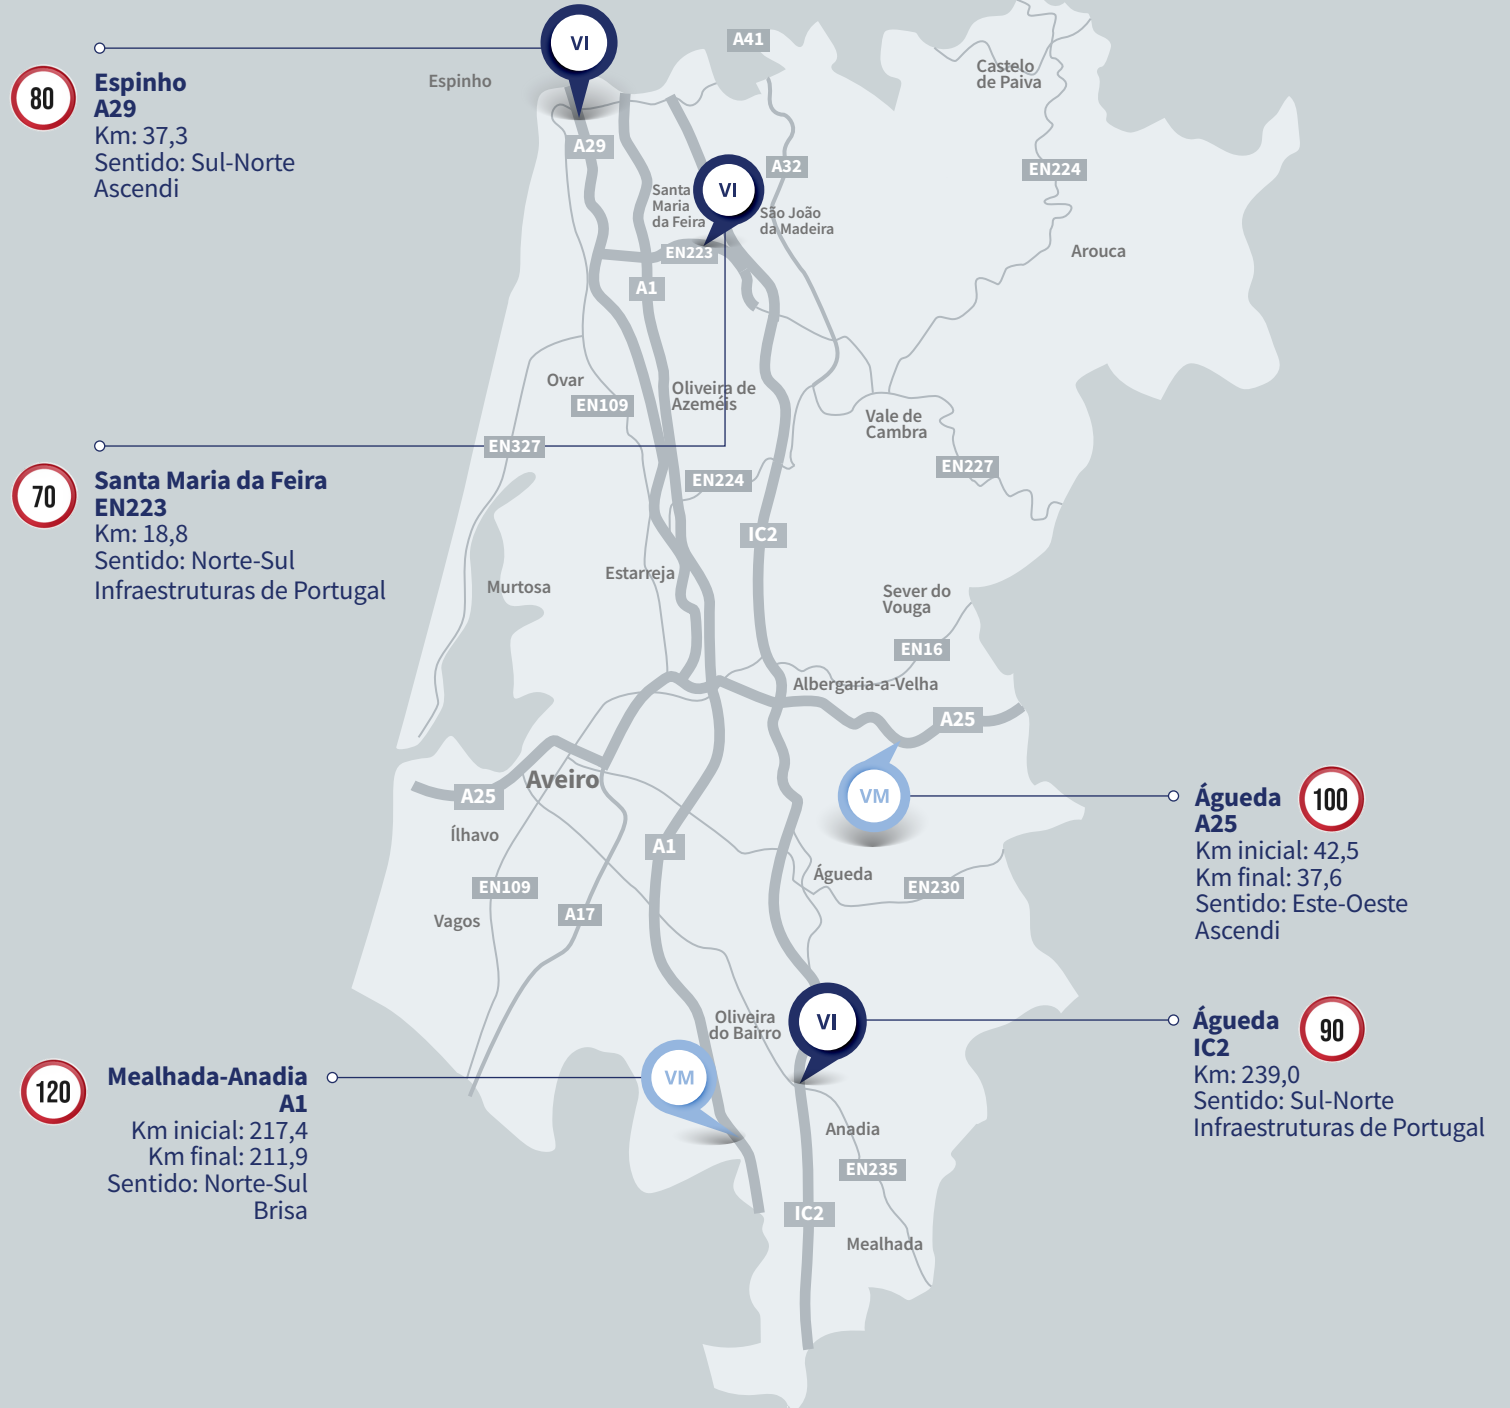 VI
A41
Castelo
de Paiva
Espinho
80
Espinho
A29
Km: 37,3
Sentido: Sul-Norte
Ascendi
A29
A32
EN224
VI
Santa
Maria
da Feira
São João
da Madeira
EN223
Arouca
A1
Ovar
Oliveira de
Azeméis
EN109
Vale de
Cambra
EN327
EN227
EN224
70
Santa Maria da Feira
EN223
Km: 18,8
Sentido: Norte-Sul
Infraestruturas de Portugal
IC2
Murtosa
Estarreja
Sever do
Vouga
EN16
Albergaria-a-Velha
A25
Aveiro
A25
VM
Águeda
A25
Km inicial: 42,5
Km final: 37,6
Sentido: Este-Oeste
Ascendi
100
Ílhavo
A1
Águeda
EN109
EN230
Vagos
A17
Oliveira
do Bairro
VI
Águeda
IC2
Km: 239,0
Sentido: Sul-Norte
Infraestruturas de Portugal
90
120
Mealhada-Anadia
A1
Km inicial: 217,4
Km final: 211,9
Sentido: Norte-Sul
Brisa
VM
Anadia
EN235
IC2
Mealhada